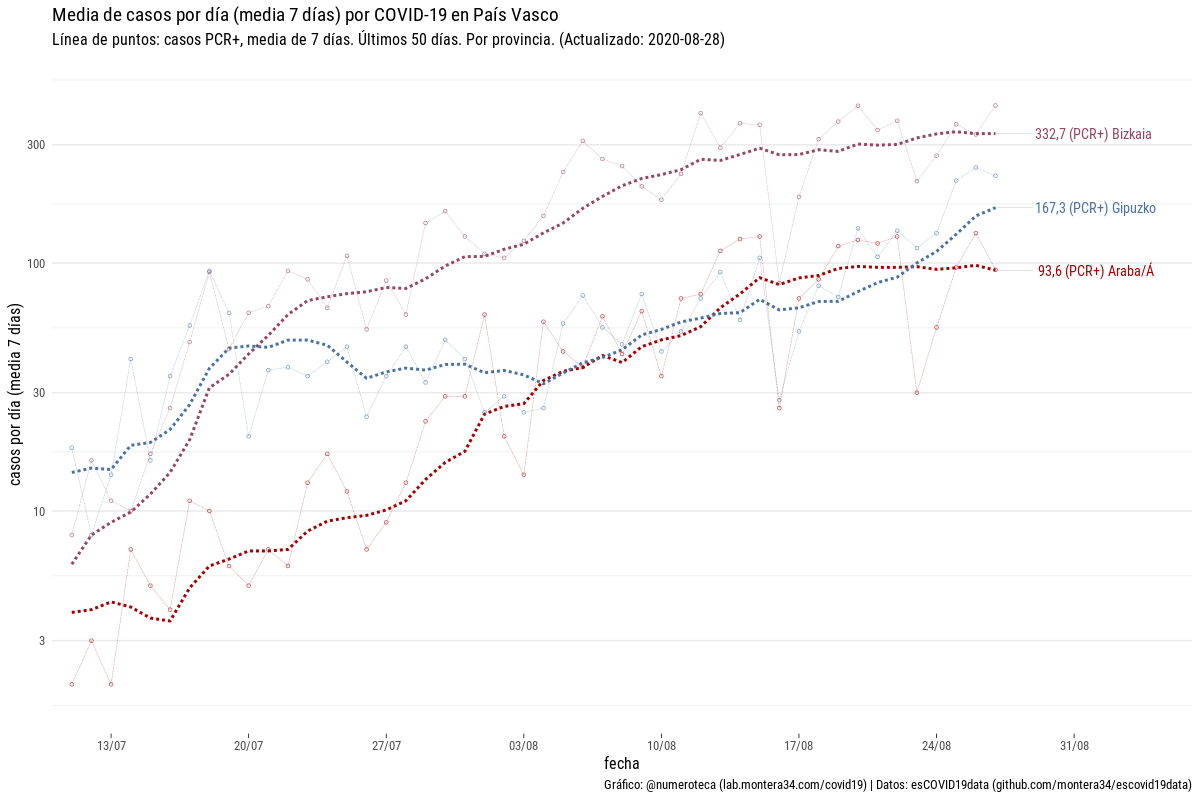 Media de casos por día (media 7 días) por COVID-19 en País Vasco
Línea de puntos: casos PCR+, media de 7 días. Últimos 50 días. Por provincia. (Actualizado: 2020-08-28)
casos por día (media 7 días)
300
100
30
10
3
332,7 (PCR+) Bizkaia
167,3 (PCR+) Gipuzko
93,6 (PCR+) Araba/Á
13/07
20/07
27/07
03/08
10/08
17/08
24/08
31/08
fecha
Gráfico: @numeroteca (lab.montera34.com/covid19) | Datos: esCOVID19data (github.com/montera34/escovid19data)